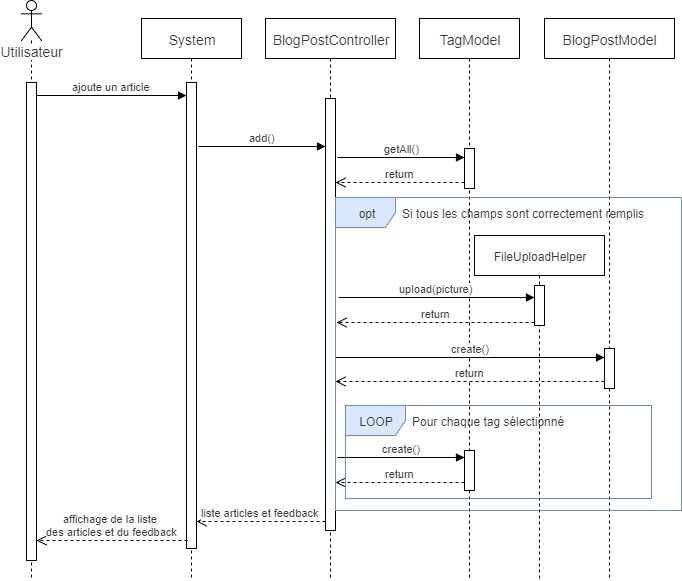 Utilisateur
System
BlogPostController
TagModel
BlogPostModel
ajoute un article
add()
getAll()
return
opt
Si tous les champs sont correctement remplis
FileUploadHelper
upload(picture)
return
create()
return
LOOP
Pour chaque tag sélectionné
create()
return
liste articles et feedback
affichage de la liste
des articles et du feedback